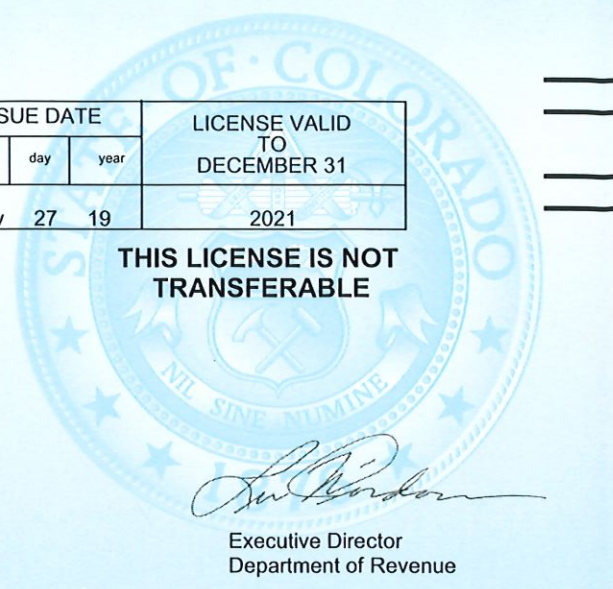 STATE OF COLORADO
SUE DATE
LICENSE VALID
TO
DECEMBER 31
day year
27 19
2021
THIS LICENSE IS NOT
TRANSFERABLE
NIL SINE NUMINE
Executive Director
Department of Revenue